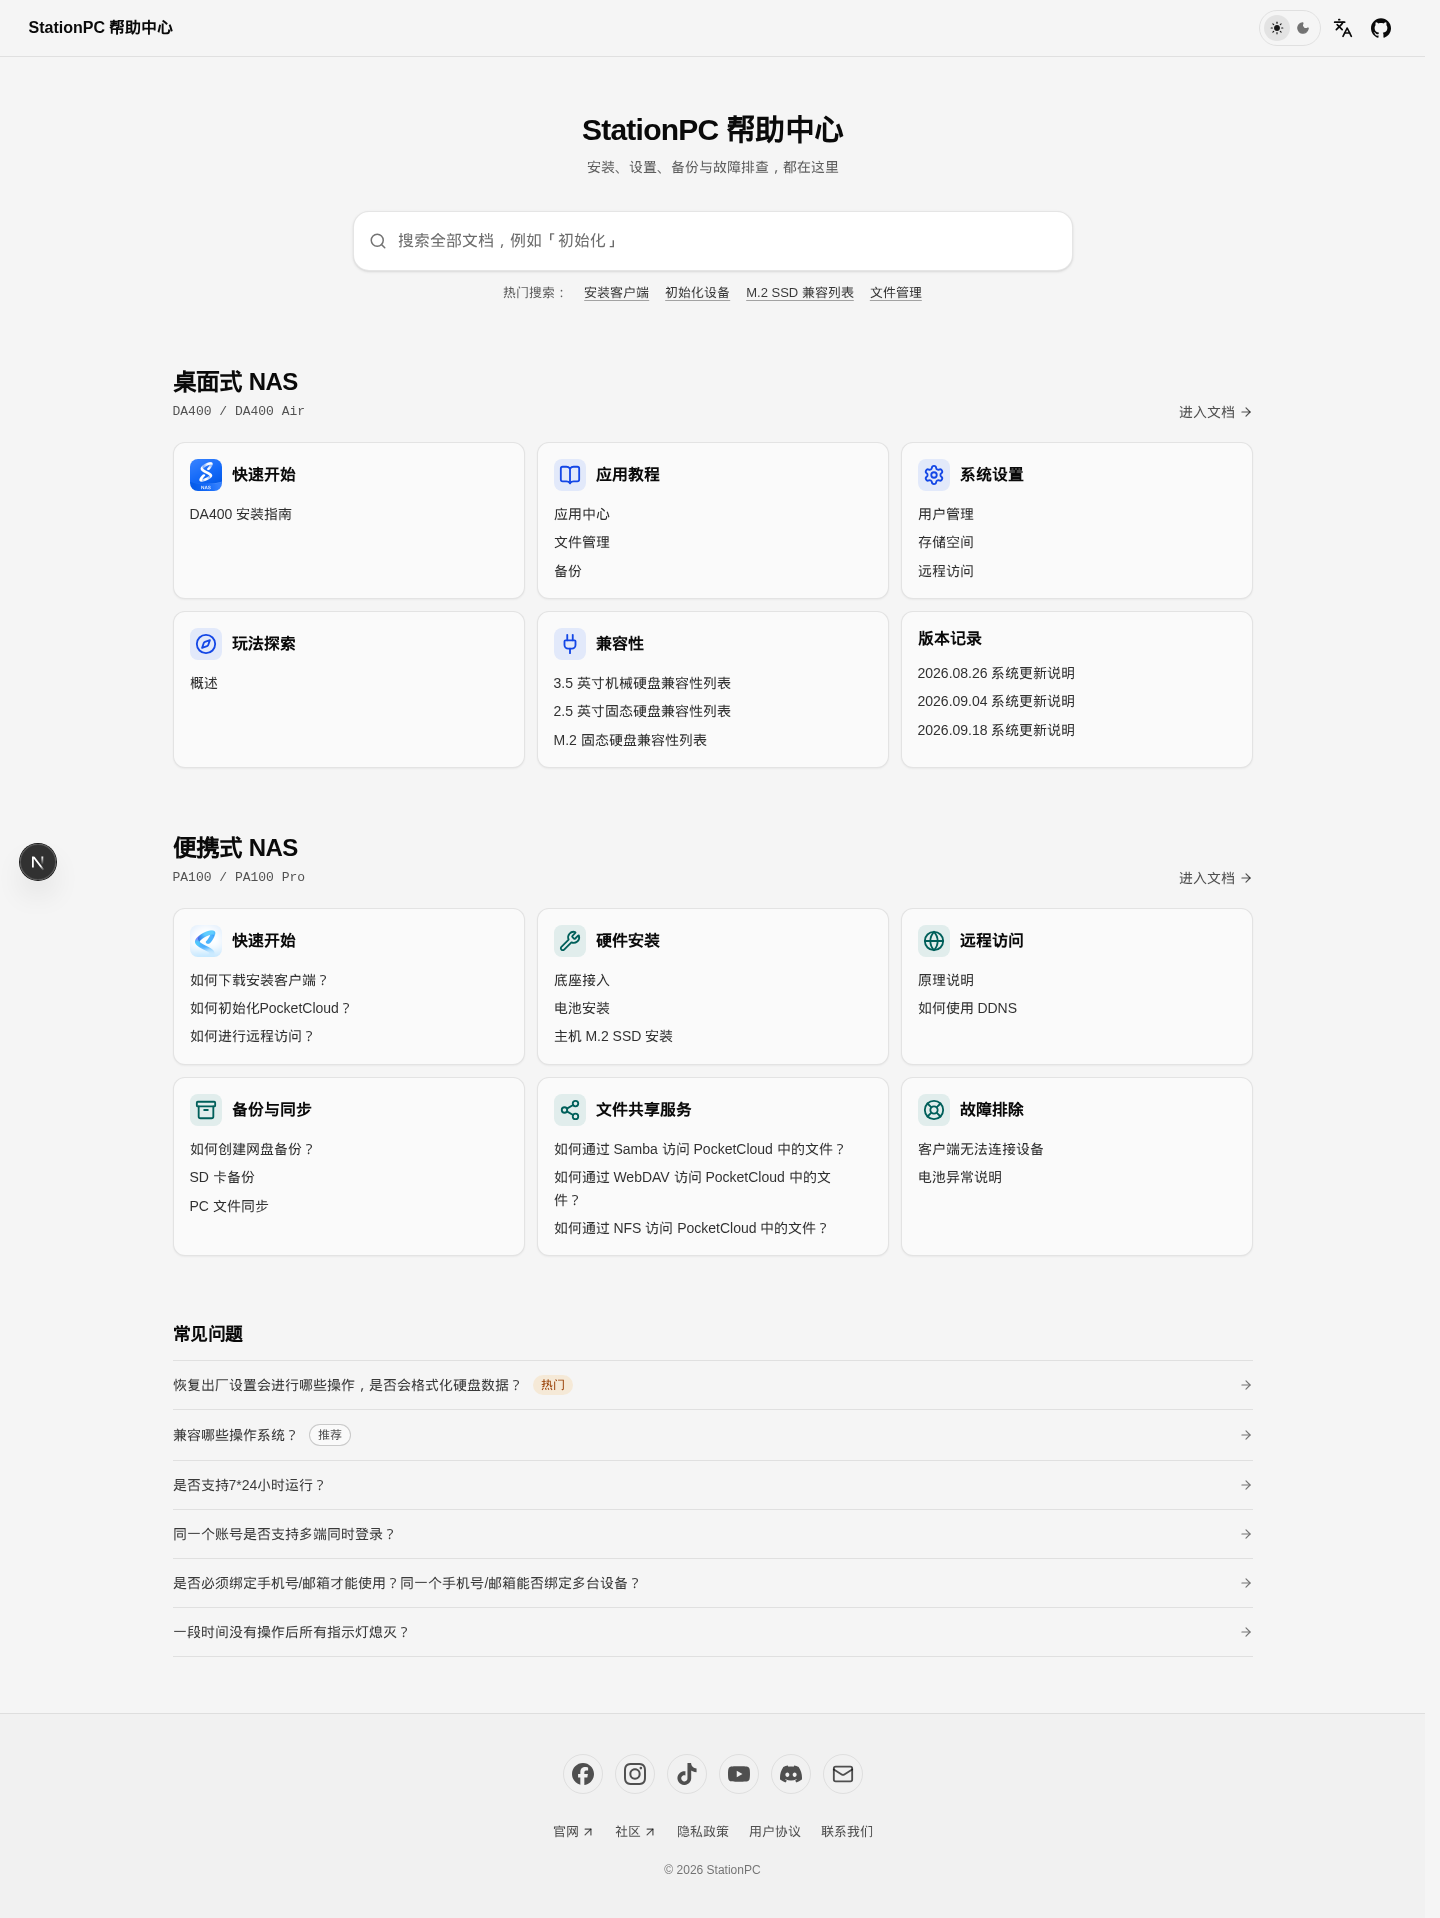 StationPC 帮助中心
StationPC 帮助中心
安装、设置、备份与故障排查，都在这里
搜索全部文档，例如「初始化」
热门搜索： 安装客户端 初始化设备 M.2 SSD 兼容列表 文件管理
桌面式 NAS
DA400 / DA400 Air
进入文档
快速开始
DA400 安装指南
应用教程
应用中心
文件管理
备份
系统设置
用户管理
存储空间
远程访问
玩法探索
概述
兼容性
3.5 英寸机械硬盘兼容性列表
2.5 英寸固态硬盘兼容性列表
M.2 固态硬盘兼容性列表
版本记录
2026.08.26 系统更新说明
2026.09.04 系统更新说明
2026.09.18 系统更新说明
便携式 NAS
PA100 / PA100 Pro
进入文档
快速开始
如何下载安装客户端？
如何初始化PocketCloud？
如何进行远程访问？
硬件安装
底座接入
电池安装
主机 M.2 SSD 安装
远程访问
原理说明
如何使用 DDNS
备份与同步
如何创建网盘备份？
SD 卡备份
PC 文件同步
文件共享服务
如何通过 Samba 访问 PocketCloud 中的文件？
如何通过 WebDAV 访问 PocketCloud 中的文
件？
如何通过 NFS 访问 PocketCloud 中的文件？
故障排除
客户端无法连接设备
电池异常说明
常见问题
恢复出厂设置会进行哪些操作，是否会格式化硬盘数据？ 热门
兼容哪些操作系统？ 推荐
是否支持7*24小时运行？
同一个账号是否支持多端同时登录？
是否必须绑定手机号/邮箱才能使用？同一个手机号/邮箱能否绑定多台设备？
一段时间没有操作后所有指示灯熄灭？
官网 社区 隐私政策 用户协议 联系我们
© 2026 StationPC